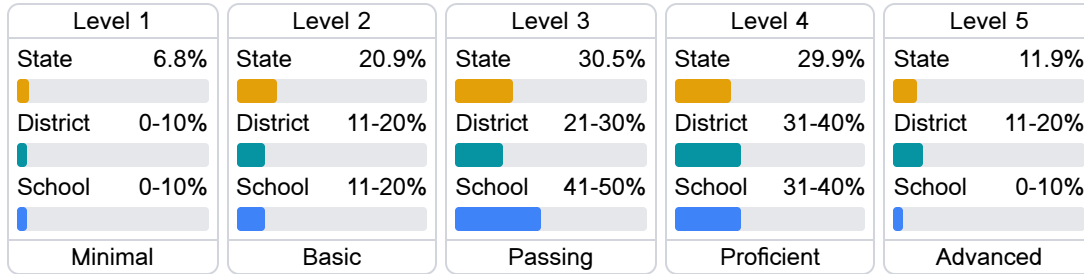 Level 1
State 6.8%
District 0-10%
School 0-10%
Minimal
Level 2
State 20.9%
District 11-20%
School 11-20%
Basic
Level 3
State 30.5%
District 21-30%
School 41-50%
Passing
Level 4
State 29.9%
District 31-40%
School 31-40%
Proficient
Level 5
State 11.9%
District 11-20%
School 0-10%
Advanced